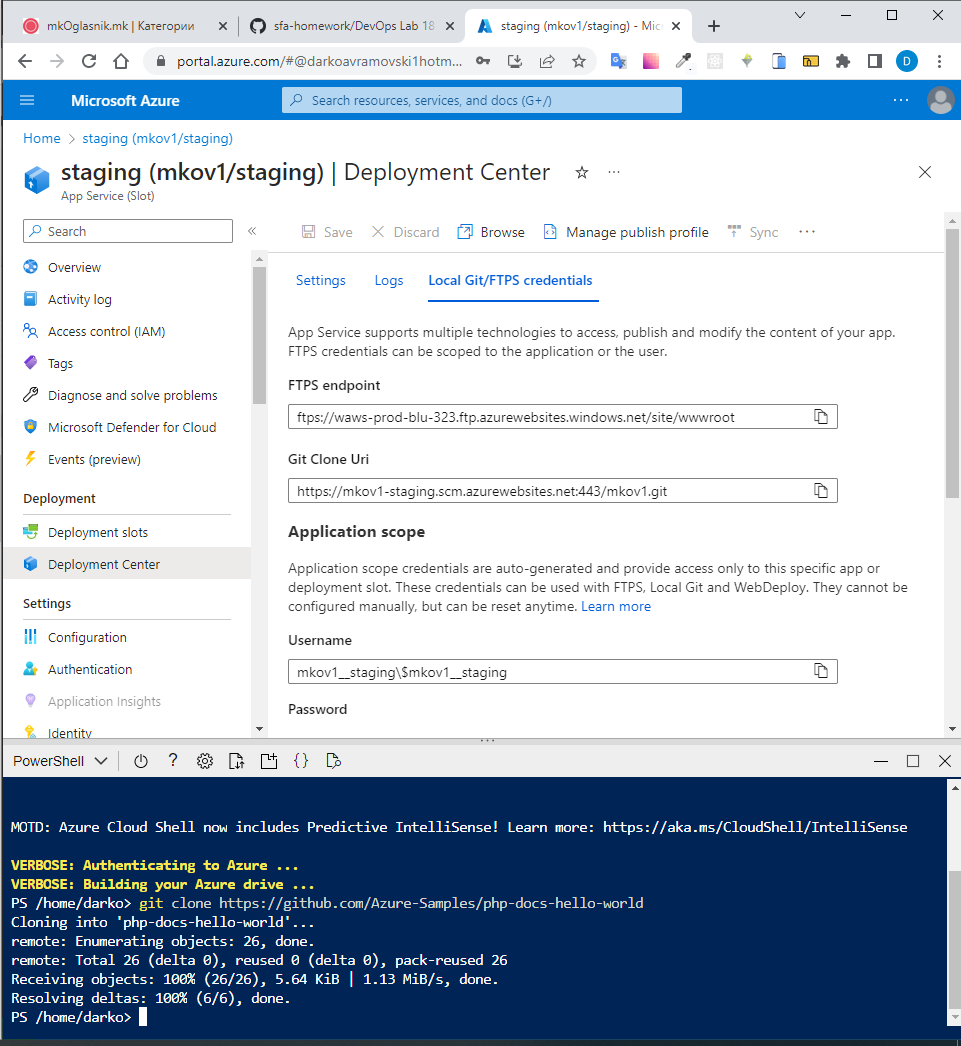 mkOglasnik.mk | Категории
sfa-homework/DevOps Lab 18
staging (mkov1/staging) - Mic
portal.azure.com/#@darkoavramovski1hotm...
D
Microsoft Azure
Search resources, services, and docs (G+/)
Home > staging (mkov1/staging)
staging (mkov1/staging) | Deployment Center
App Service (Slot)
Search
Save
Discard
Browse
Manage publish profile
Sync
Overview
Activity log
Access control (IAM)
Tags
Diagnose and solve problems
Microsoft Defender for Cloud
Events (preview)
Deployment
Deployment slots
Deployment Center
Settings
Configuration
Authentication
Application Insights
Identity
Settings
Logs
Local Git/FTPS credentials
App Service supports multiple technologies to access, publish and modify the content of your app.
FTPS credentials can be scoped to the application or the user.
FTPS endpoint
ftps://waws-prod-blu-323.ftp.azurewebsites.windows.net/site/wwwroot
Git Clone Uri
https://mkov1-staging.scm.azurewebsites.net:443/mkov1.git
Application scope
Application scope credentials are auto-generated and provide access only to this specific app or
deployment slot. These credentials can be used with FTPS, Local Git and WebDeploy. They cannot be
configured manually, but can be reset anytime. Learn more
Username
mkov1__staging\$mkov1__staging
Password
PowerShell
MOTD: Azure Cloud Shell now includes Predictive IntelliSense! Learn more: https://aka.ms/CloudShell/IntelliSense
VERBOSE: Authenticating to Azure ...
VERBOSE: Building your Azure drive ...
PS /home/darko> git clone https://github.com/Azure-Samples/php-docs-hello-world
Cloning into 'php-docs-hello-world'...
remote: Enumerating objects: 26, done.
remote: Total 26 (delta 0), reused 0 (delta 0), pack-reused 26
Receiving objects: 100% (26/26), 5.64 KiB | 1.13 MiB/s, done.
Resolving deltas: 100% (6/6), done.
PS /home/darko>